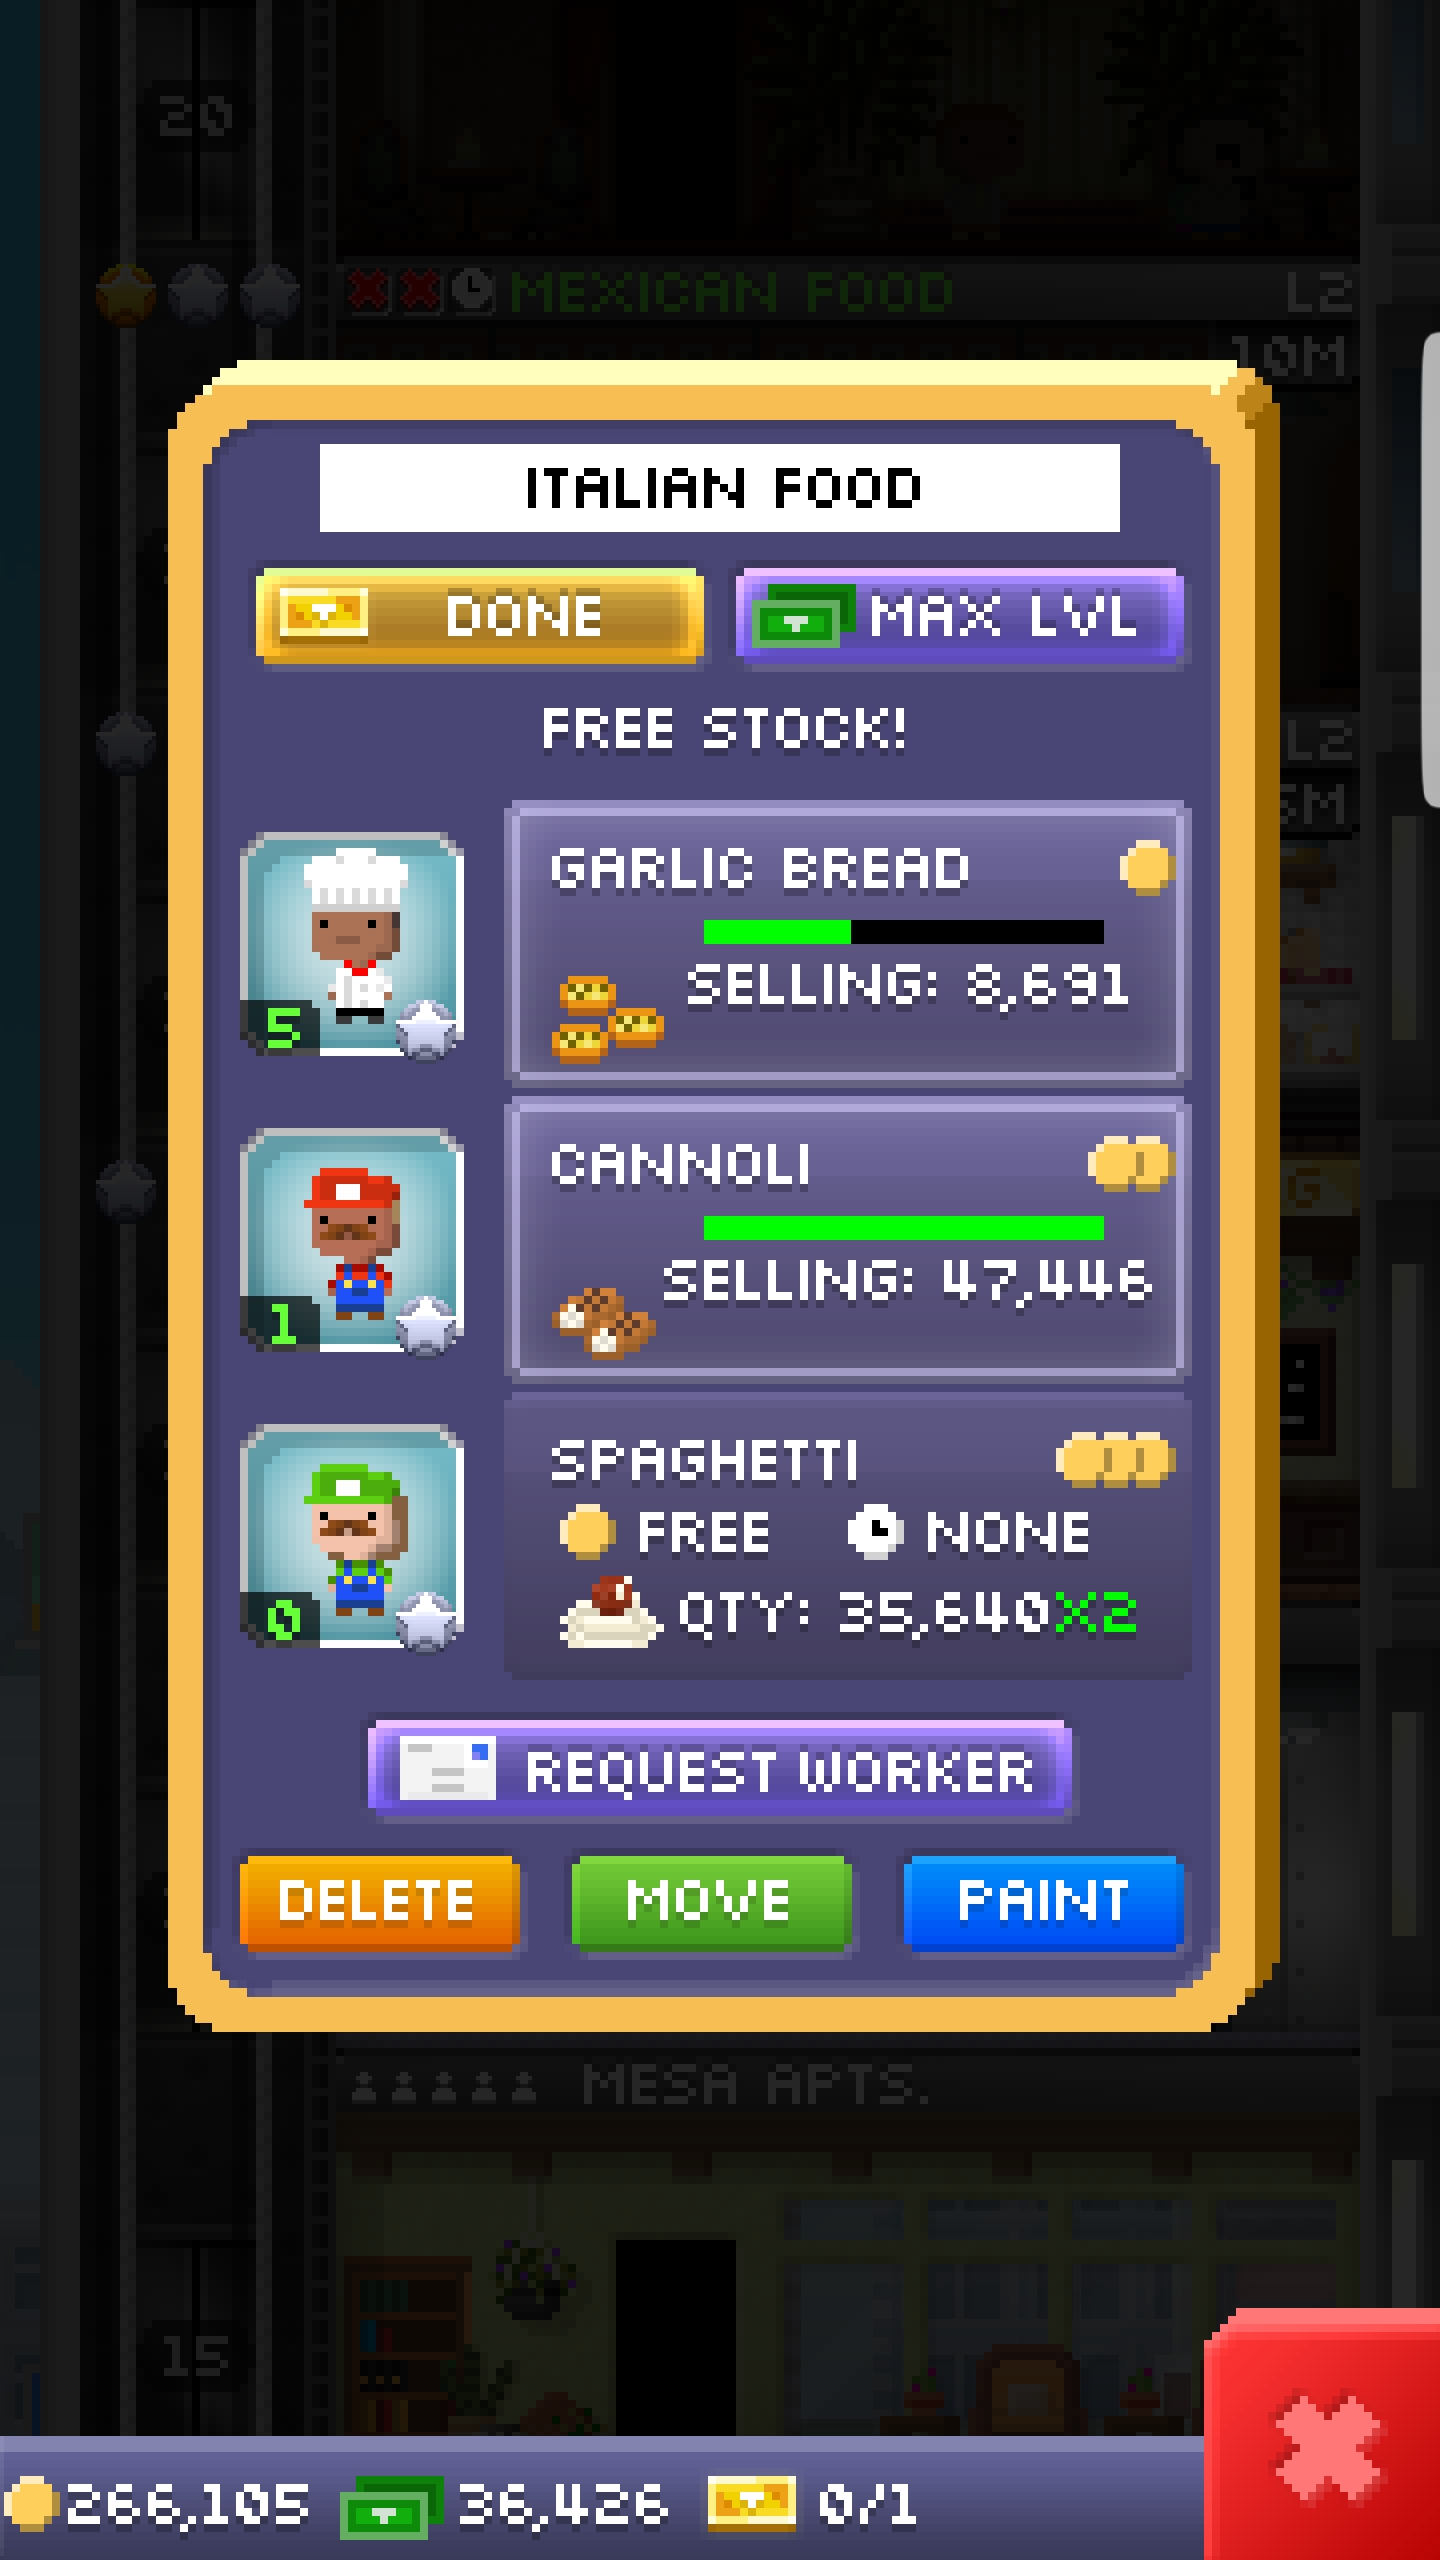 20
MEXICAN FOOD L2
10M
ITALIAN FOOD
DONE MAX LVL
FREE STOCK!
L2
5M
GARLIC BREAD
SELLING: 8,691
5
CANNOLI
SELLING: 47,446
1
SPAGHETTI
FREE NONE
QTY: 35,640X2
0
REQUEST WORKER
DELETE MOVE PAINT
MESA APTS.
15
266,105 36,426 0/1